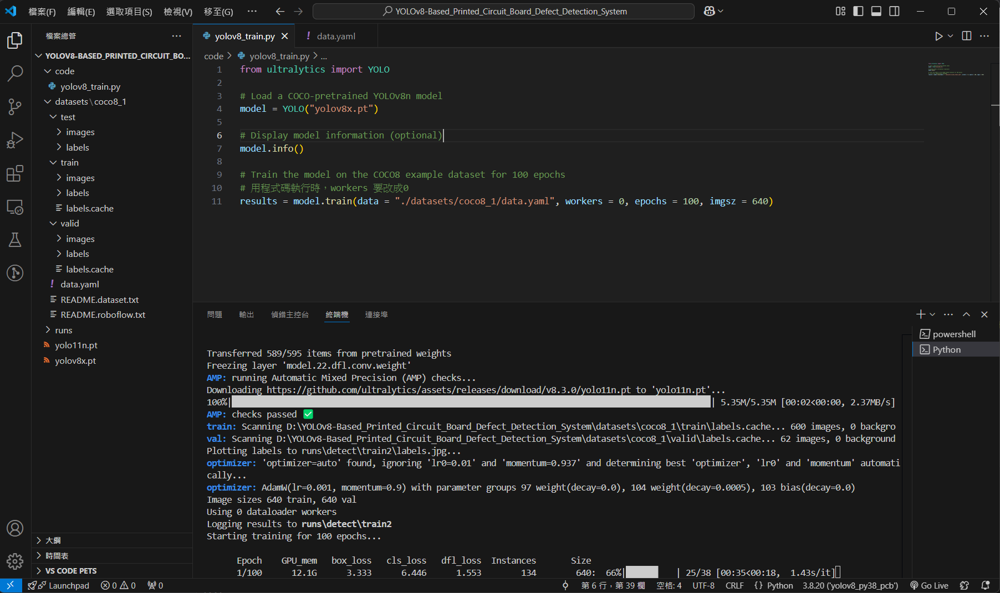 檔案(F) 編輯(E) 選取項目(S) 檢視(V) 移至(G) ··· YOLOv8-Based_Printed_Circuit_Board_Defect_Detection_System
檔案總管 ···
YOLOV8-BASED_PRINTED_CIRCUIT_BO...
code
yolov8_train.py
datasets\coco8_1
test
images
labels
train
images
labels
labels.cache
valid
images
labels
labels.cache
! data.yaml
README.dataset.txt
README.roboflow.txt
runs
yolo11n.pt
yolov8x.pt
大綱
時間表
VS CODE PETS
yolov8_train.py ! data.yaml
code > yolov8_train.py > ...
1 from ultralytics import YOLO
2
3 # Load a COCO-pretrained YOLOv8n model
4 model = YOLO("yolov8x.pt")
5
6 # Display model information (optional)
7 model.info()
8
9 # Train the model on the COCO8 example dataset for 100 epochs
10 # 用程式碼執行時，workers 要改成0
11 results = model.train(data = "./datasets/coco8_1/data.yaml", workers = 0, epochs = 100, imgsz = 640)
問題 輸出 偵錯主控台 終端機 連接埠
powershell
Python
Transferred 589/595 items from pretrained weights
Freezing layer 'model.22.dfl.conv.weight'
AMP: running Automatic Mixed Precision (AMP) checks...
Downloading https://github.com/ultralytics/assets/releases/download/v8.3.0/yolo11n.pt to 'yolo11n.pt'...
100%| | 5.35M/5.35M [00:02<00:00, 2.37MB/s]
AMP: checks passed ✅
train: Scanning D:\YOLOv8-Based_Printed_Circuit_Board_Defect_Detection_System\datasets\coco8_1\train\labels.cache... 600 images, 0 backgro
val: Scanning D:\YOLOv8-Based_Printed_Circuit_Board_Defect_Detection_System\datasets\coco8_1\valid\labels.cache... 62 images, 0 background
Plotting labels to runs\detect\train2\labels.jpg...
optimizer: 'optimizer=auto' found, ignoring 'lr0=0.01' and 'momentum=0.937' and determining best 'optimizer', 'lr0' and 'momentum' automati
cally...
optimizer: AdamW(lr=0.001, momentum=0.9) with parameter groups 97 weight(decay=0.0), 104 weight(decay=0.0005), 103 bias(decay=0.0)
Image sizes 640 train, 640 val
Using 0 dataloader workers
Logging results to runs\detect\train2
Starting training for 100 epochs...
Epoch GPU_mem box_loss cls_loss dfl_loss Instances Size
1/100 12.1G 3.333 6.446 1.553 134 640: 66%| | 25/38 [00:35<00:18, 1.43s/it]
Launchpad 0 0 0 第 6 行，第 39 欄 空格: 4 UTF-8 CRLF {} Python 3.8.20 ('yolov8_py38_pcb') Go Live